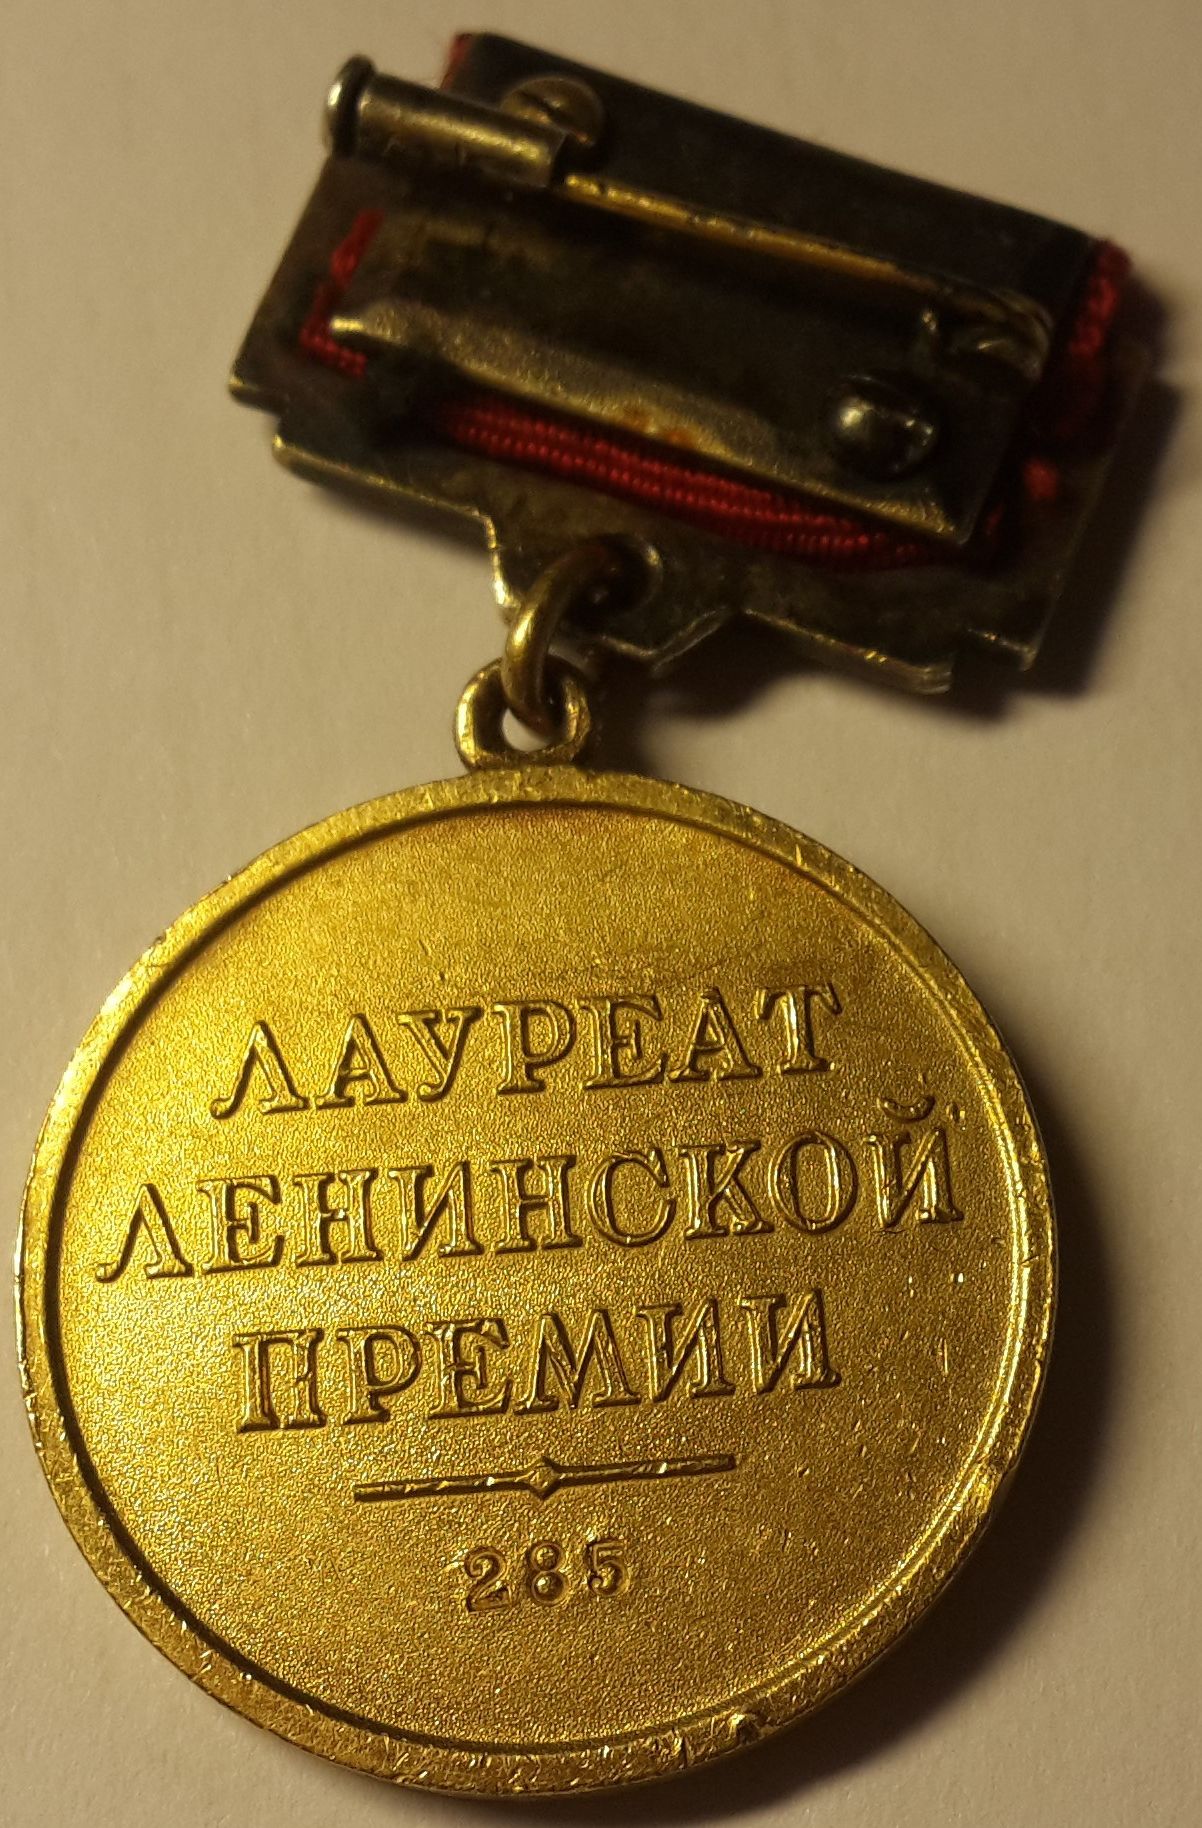 ЛАУРЕАТ
ЛЕНИНСКОЙ
ПРЕМИИ
285